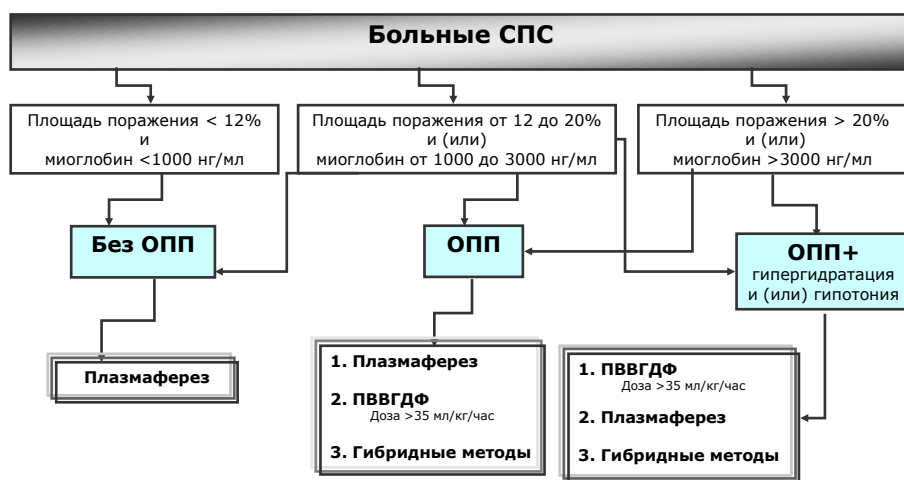 Больные СПС
Площадь поражения < 12%
и
миоглобин <1000 нг/мл
Площадь поражения от 12 до 20%
и (или)
миоглобин от 1000 до 3000 нг/мл
Площадь поражения > 20%
и (или)
миоглобин >3000 нг/мл
Без ОПП
ОПП
ОПП+
гипергидратация
и (или) гипотония
Плазмаферез
1. Плазмаферез
2. ПВВГДФ
Доза >35 мл/кг/час
3. Гибридные методы
1. ПВВГДФ
Доза >35 мл/кг/час
2. Плазмаферез
3. Гибридные методы